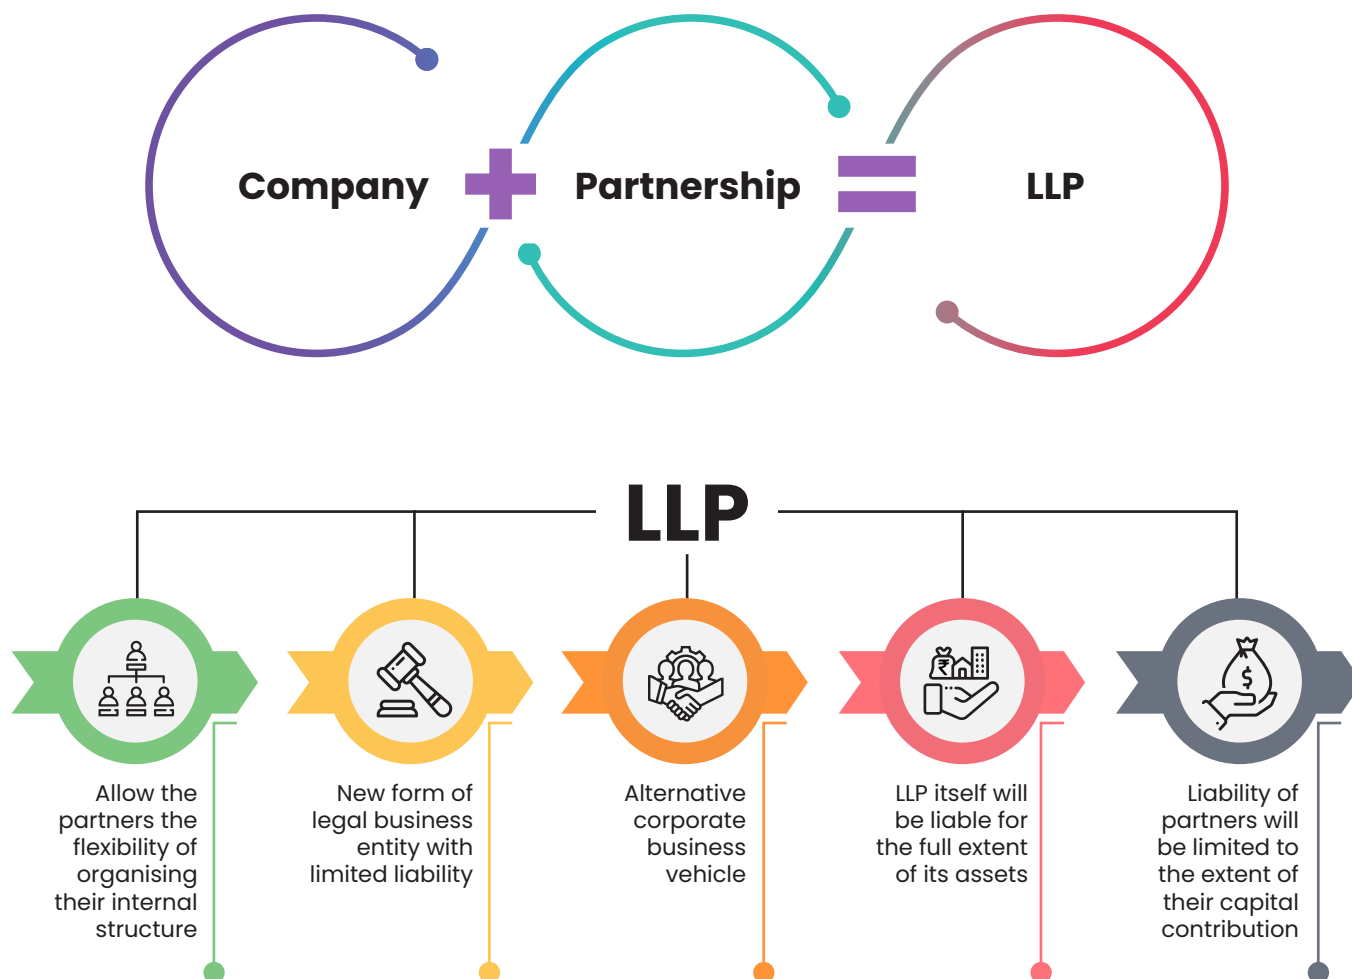 Company
Partnership
LLP
LLP
Allow the
partners the
flexibility of
organising
their internal
structure
New form of
legal business
entity with
limited liability
Alternative
corporate
business
vehicle
LLP itself will
be liable for
the full extent
of its assets
Liability of
partners will
be limited to
the extent of
their capital
contribution